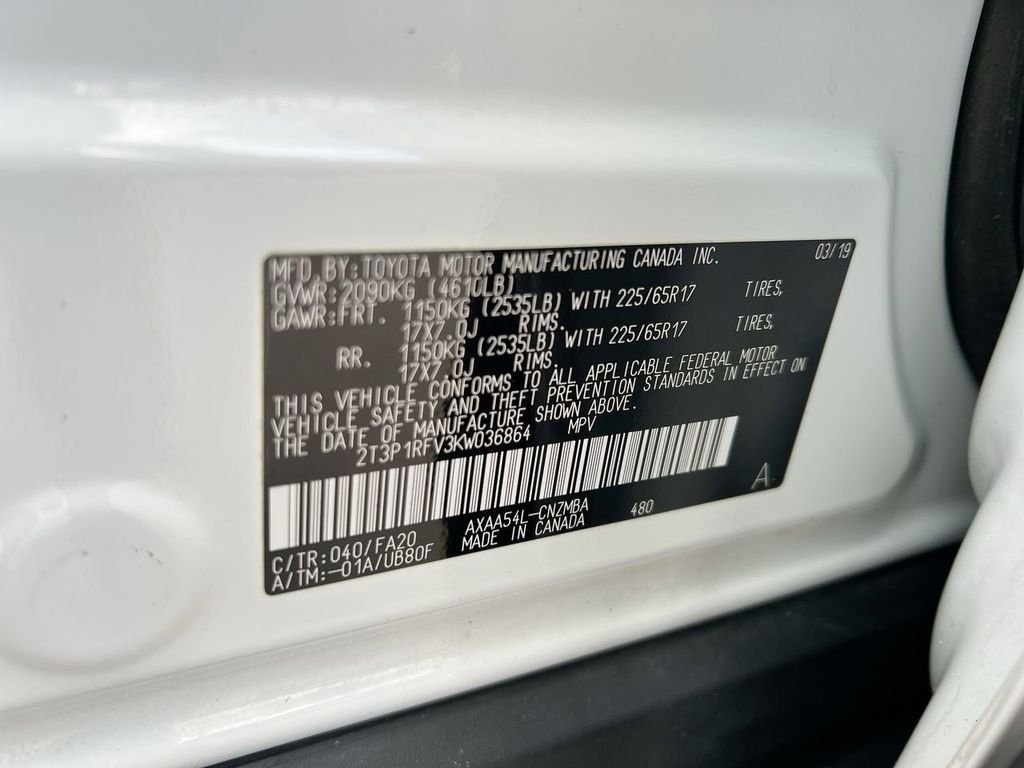 MFD. BY: TOYOTA MOTOR MANUFACTURING CANADA INC. 03/19
GVWR: 2090KG (4610LB)
GAWR: FRT. 1150KG (2535LB) WITH 225/65R17 TIRES,
17X7.0J RIMS.
RR. 1150KG (2535LB) WITH 225/65R17 TIRES,
17X7.0J RIMS.
THIS VEHICLE CONFORMS TO ALL APPLICABLE FEDERAL MOTOR
VEHICLE SAFETY AND THEFT PREVENTION STANDARDS IN EFFECT ON
THE DATE OF MANUFACTURE SHOWN ABOVE.
2T3P1RFV3KW036864 MPV
A
C/TR: 040/FA20 AXAA54L-CNZMBA 480
A/TM: -01A/UB80F MADE IN CANADA